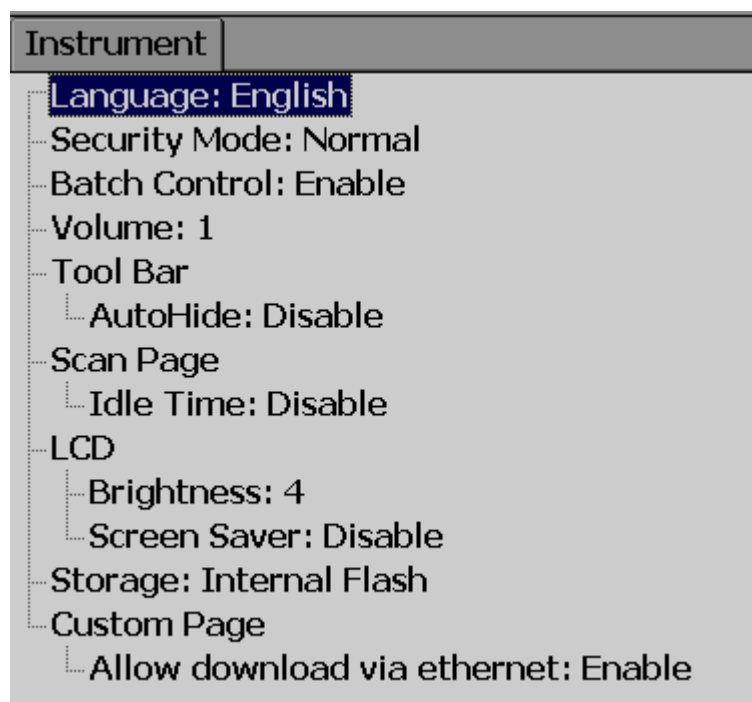 Instrument
Language: English
Security Mode: Normal
Batch Control: Enable
Volume: 1
Tool Bar
AutoHide: Disable
Scan Page
Idle Time: Disable
LCD
Brightness: 4
Screen Saver: Disable
Storage: Internal Flash
Custom Page
Allow download via ethernet: Enable